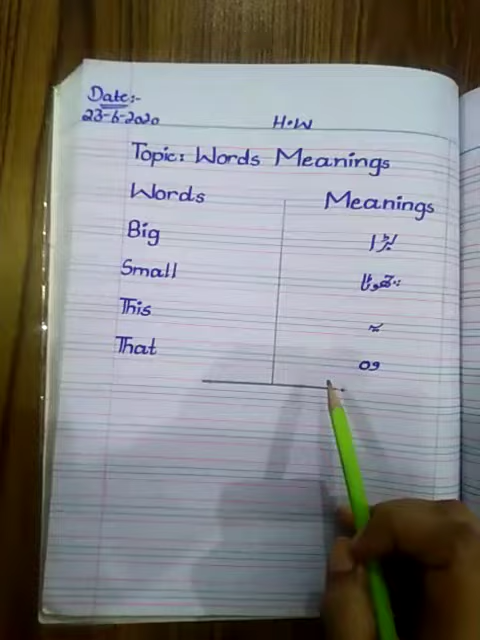 Date:-
23-6-2020
H.W
Topic: Words Meanings
Words Meanings
Big بڑا
Small چھوٹا
This یہ
That وہ